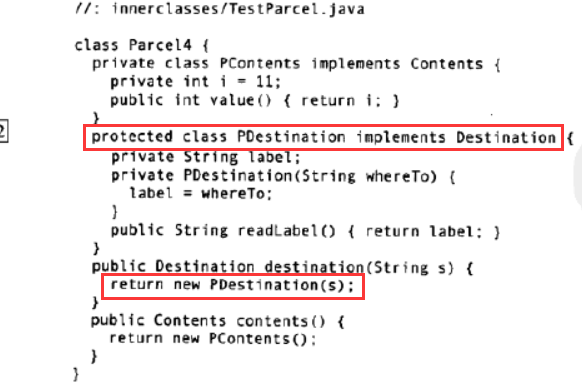 //: innerclasses/TestParcel.java
class Parcel4 {
private class PContents implements Contents {
private int i = 11;
public int value() { return i; }
}
2
protected class PDestination implements Destination {
private String label;
private PDestination(String whereTo) {
label = whereTo;
}
public String readLabel() { return label; }
}
public Destination destination(String s) {
return new PDestination(s);
}
public Contents contents() {
return new PContents();
}
}